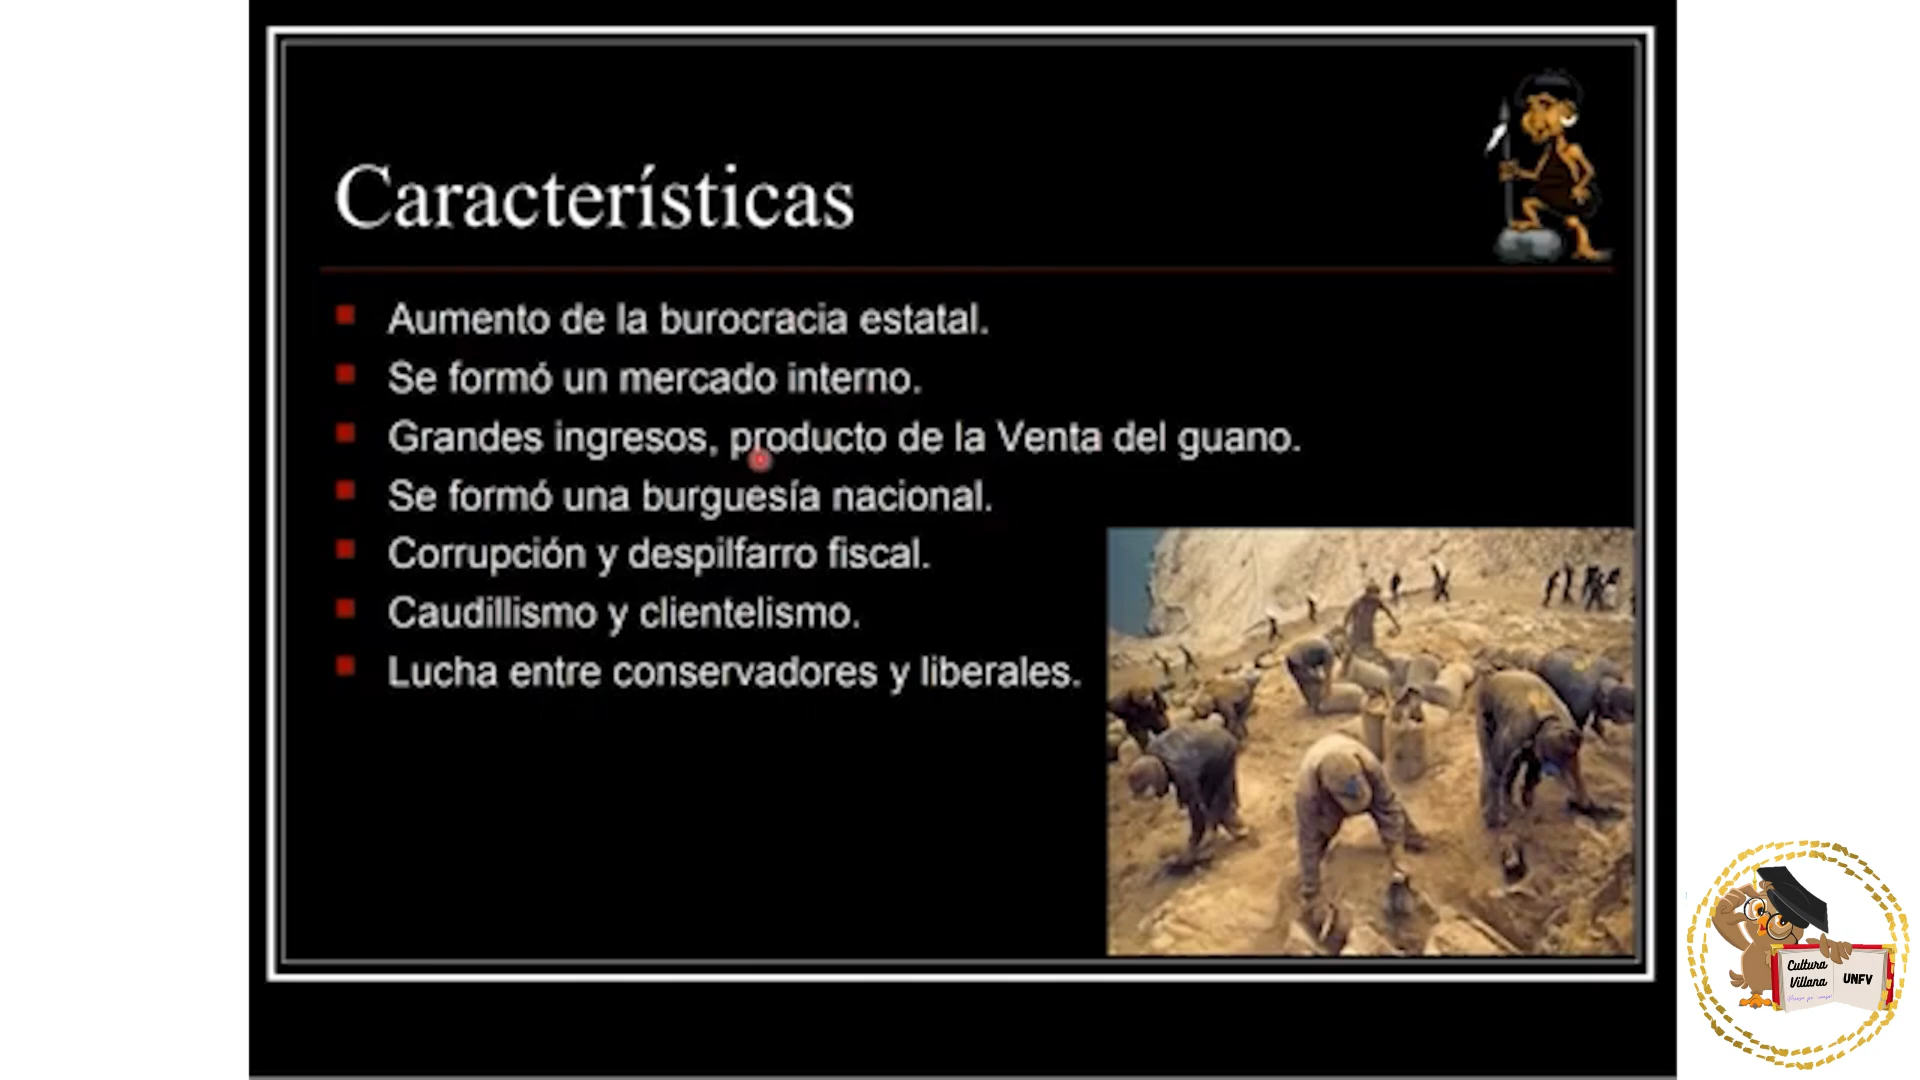 Características
Aumento de la burocracia estatal.
Se formó un mercado interno.
Grandes ingresos, producto de la Venta del guano.
Se formó una burguesía nacional.
Corrupción y despilfarro fiscal.
Caudillismo y clientelismo.
Lucha entre conservadores y liberales.
Cultura
Villana
UNFV